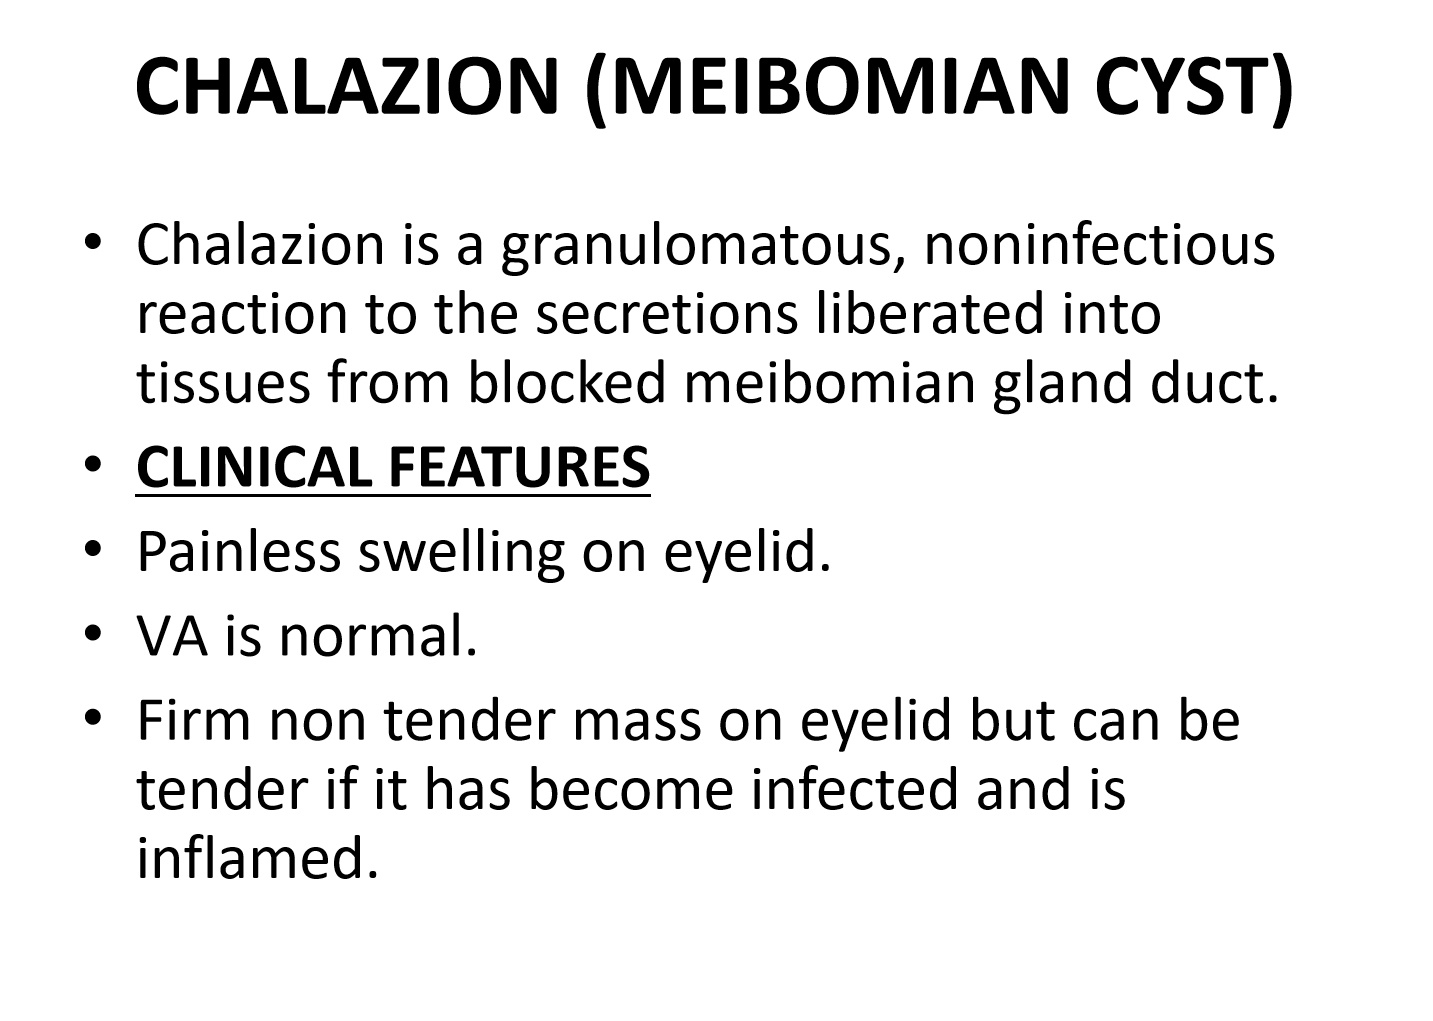 CHALAZION (MEIBOMIAN CYST)
• Chalazion is a granulomatous, noninfectious
reaction to the secretions liberated into
tissues from blocked meibomian gland duct.
• CLINICAL FEATURES
• Painless swelling on eyelid.
• VA is normal.
• Firm non tender mass on eyelid but can be
tender if it has become infected and is
inflamed.